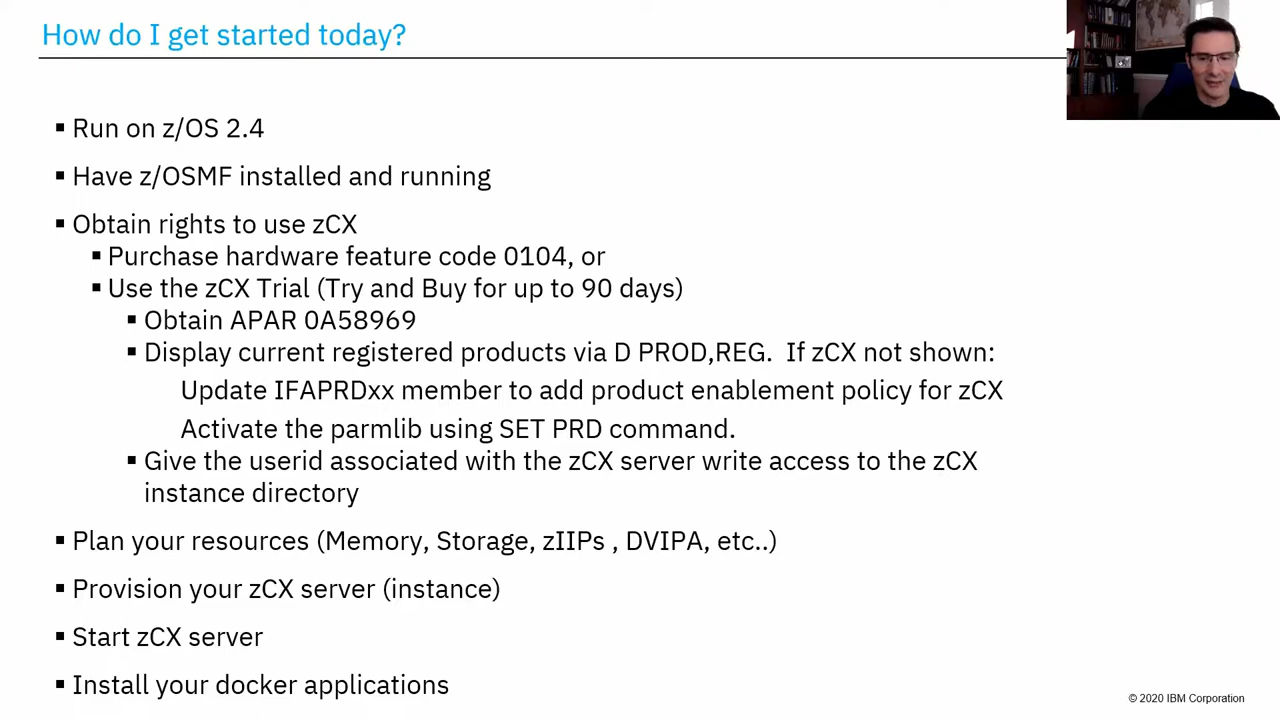 How do I get started today?
▪ Run on z/OS 2.4
▪ Have z/OSMF installed and running
▪ Obtain rights to use zCX
▪ Purchase hardware feature code 0104, or
▪ Use the zCX Trial (Try and Buy for up to 90 days)
▪ Obtain APAR 0A58969
▪ Display current registered products via D PROD,REG.  If zCX not shown:
Update IFAPRDxx member to add product enablement policy for zCX
Activate the parmlib using SET PRD command.
▪ Give the userid associated with the zCX server write access to the zCX
instance directory
▪ Plan your resources (Memory, Storage, zIIPs , DVIPA, etc..)
▪ Provision your zCX server (instance)
▪ Start zCX server
▪ Install your docker applications
© 2020 IBM Corporation